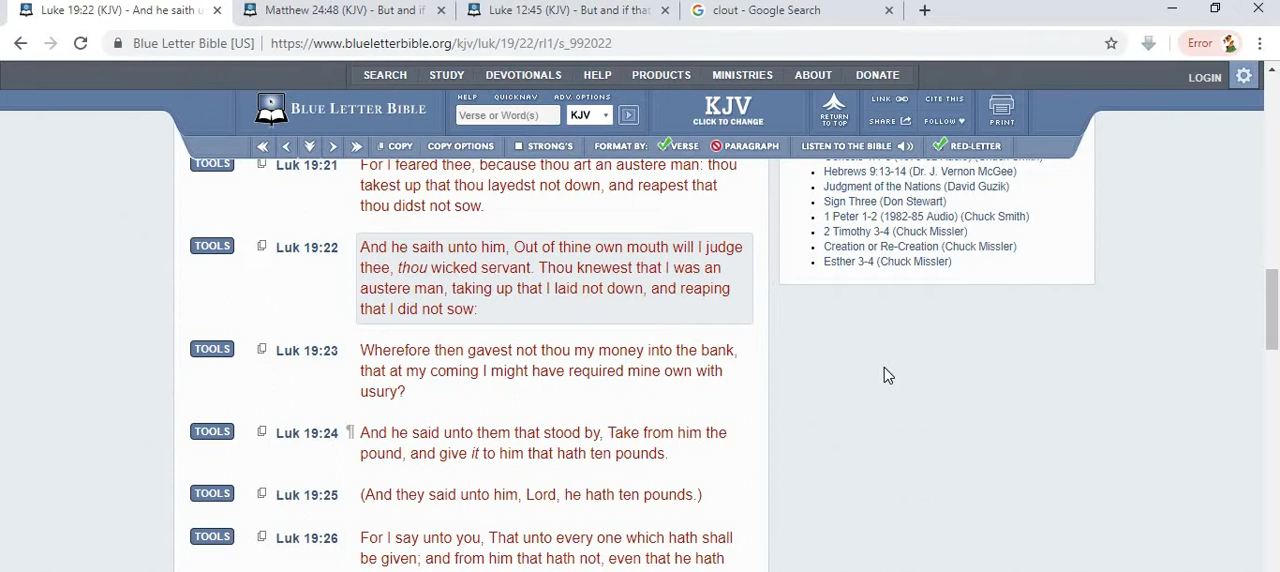 Luke 19:22 (KJV) - And he saith u
Matthew 24:48 (KJV) - But and if
Luke 12:45 (KJV) - But and if that
clout - Google Search
Blue Letter Bible [US]
https://www.blueletterbible.org/kjv/luk/19/22/rl1/s_992022
Error
SEARCH STUDY DEVOTIONALS HELP PRODUCTS MINISTRIES ABOUT DONATE
LOGIN
BLUE LETTER BIBLE
HELP QUICKNAV ADV. OPTIONS
Verse or Word(s)
KJV
KJV
CLICK TO CHANGE
RETURN
TO TOP
LINK CITE THIS
SHARE FOLLOW
PRINT
COPY COPY OPTIONS STRONG'S FORMAT BY: VERSE PARAGRAPH LISTEN TO THE BIBLE RED-LETTER
TOOLS Luk 19:21 For I feared thee, because thou art an austere man: thou
takest up that thou layedst not down, and reapest that
thou didst not sow.
TOOLS Luk 19:22 And he saith unto him, Out of thine own mouth will I judge
thee, thou wicked servant. Thou knewest that I was an
austere man, taking up that I laid not down, and reaping
that I did not sow:
TOOLS Luk 19:23 Wherefore then gavest not thou my money into the bank,
that at my coming I might have required mine own with
usury?
TOOLS Luk 19:24 ¶ And he said unto them that stood by, Take from him the
pound, and give it to him that hath ten pounds.
TOOLS Luk 19:25 (And they said unto him, Lord, he hath ten pounds.)
TOOLS Luk 19:26 For I say unto you, That unto every one which hath shall
be given; and from him that hath not, even that he hath
Hebrews 9:13-14 (Dr. J. Vernon McGee)
Judgment of the Nations (David Guzik)
Sign Three (Don Stewart)
1 Peter 1-2 (1982-85 Audio) (Chuck Smith)
2 Timothy 3-4 (Chuck Missler)
Creation or Re-Creation (Chuck Missler)
Esther 3-4 (Chuck Missler)